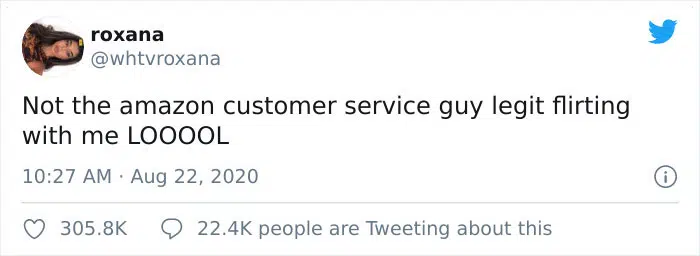 roxana
@whtvroxana
Not the amazon customer service guy legit flirting
with me LOOOOL
10:27 AM · Aug 22, 2020
305.8K 22.4K people are Tweeting about this